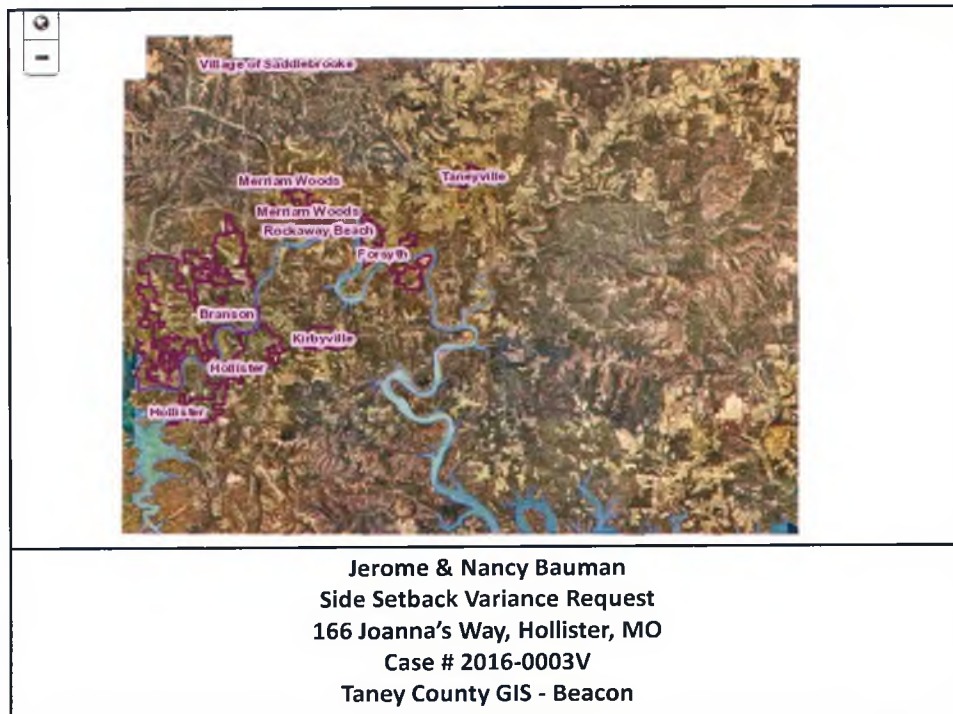 Village of Saddlebrooke
Merriam Woods
Taneyville
Merriam Woods
Rockaway Beach
Forsyth
Branson
Kirbyville
Hollister
Hollister
Jerome & Nancy Bauman
Side Setback Variance Request
166 Joanna's Way, Hollister, MO
Case # 2016-0003V
Taney County GIS - Beacon